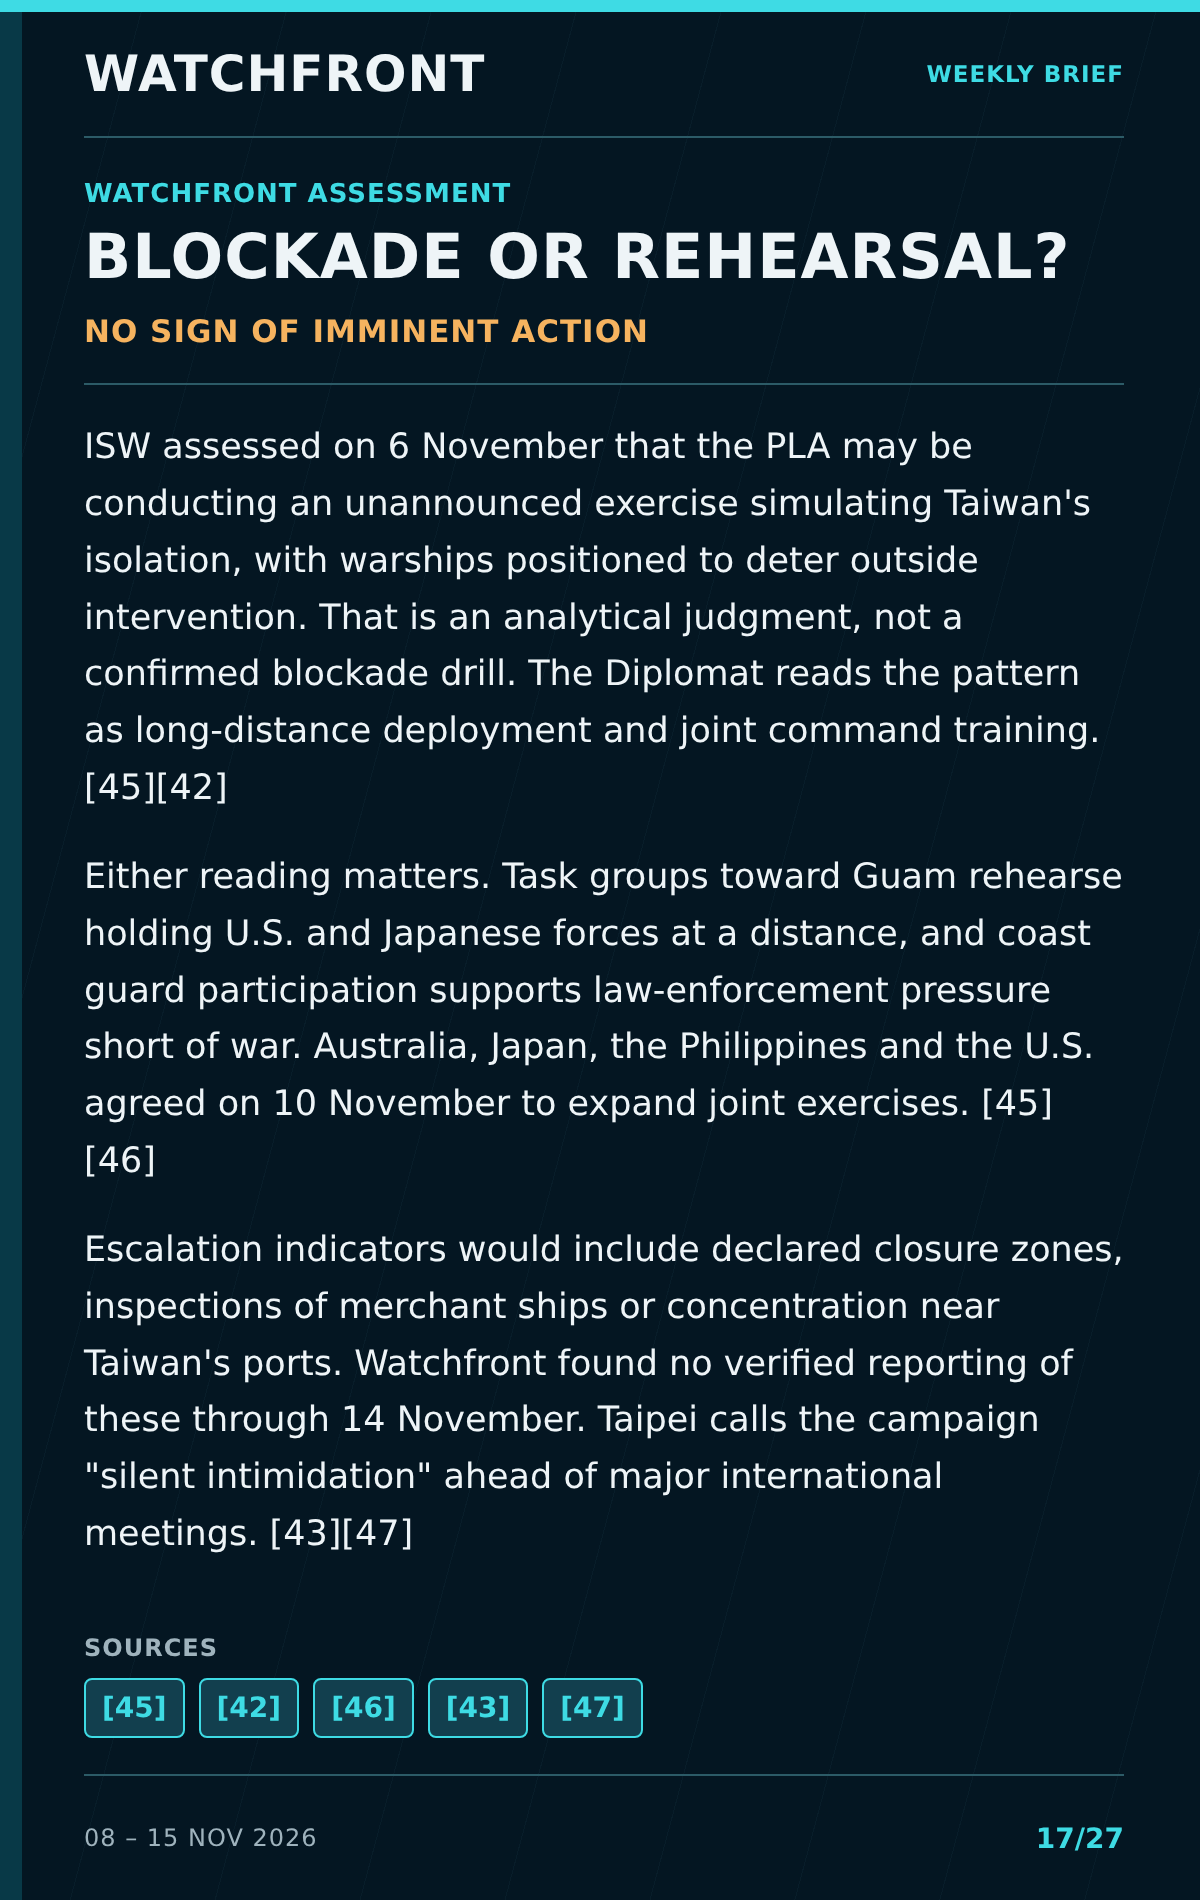 WATCHFRONT
WEEKLY BRIEF
WATCHFRONT ASSESSMENT
BLOCKADE OR REHEARSAL?
NO SIGN OF IMMINENT ACTION
ISW assessed on 6 November that the PLA may be
conducting an unannounced exercise simulating Taiwan's
isolation, with warships positioned to deter outside
intervention. That is an analytical judgment, not a
confirmed blockade drill. The Diplomat reads the pattern
as long-distance deployment and joint command training.
[45][42]
Either reading matters. Task groups toward Guam rehearse
holding U.S. and Japanese forces at a distance, and coast
guard participation supports law-enforcement pressure
short of war. Australia, Japan, the Philippines and the U.S.
agreed on 10 November to expand joint exercises. [45]
[46]
Escalation indicators would include declared closure zones,
inspections of merchant ships or concentration near
Taiwan's ports. Watchfront found no verified reporting of
these through 14 November. Taipei calls the campaign
"silent intimidation" ahead of major international
meetings. [43][47]
SOURCES
[45] [42] [46] [43] [47]
08 – 15 NOV 2026
17/27